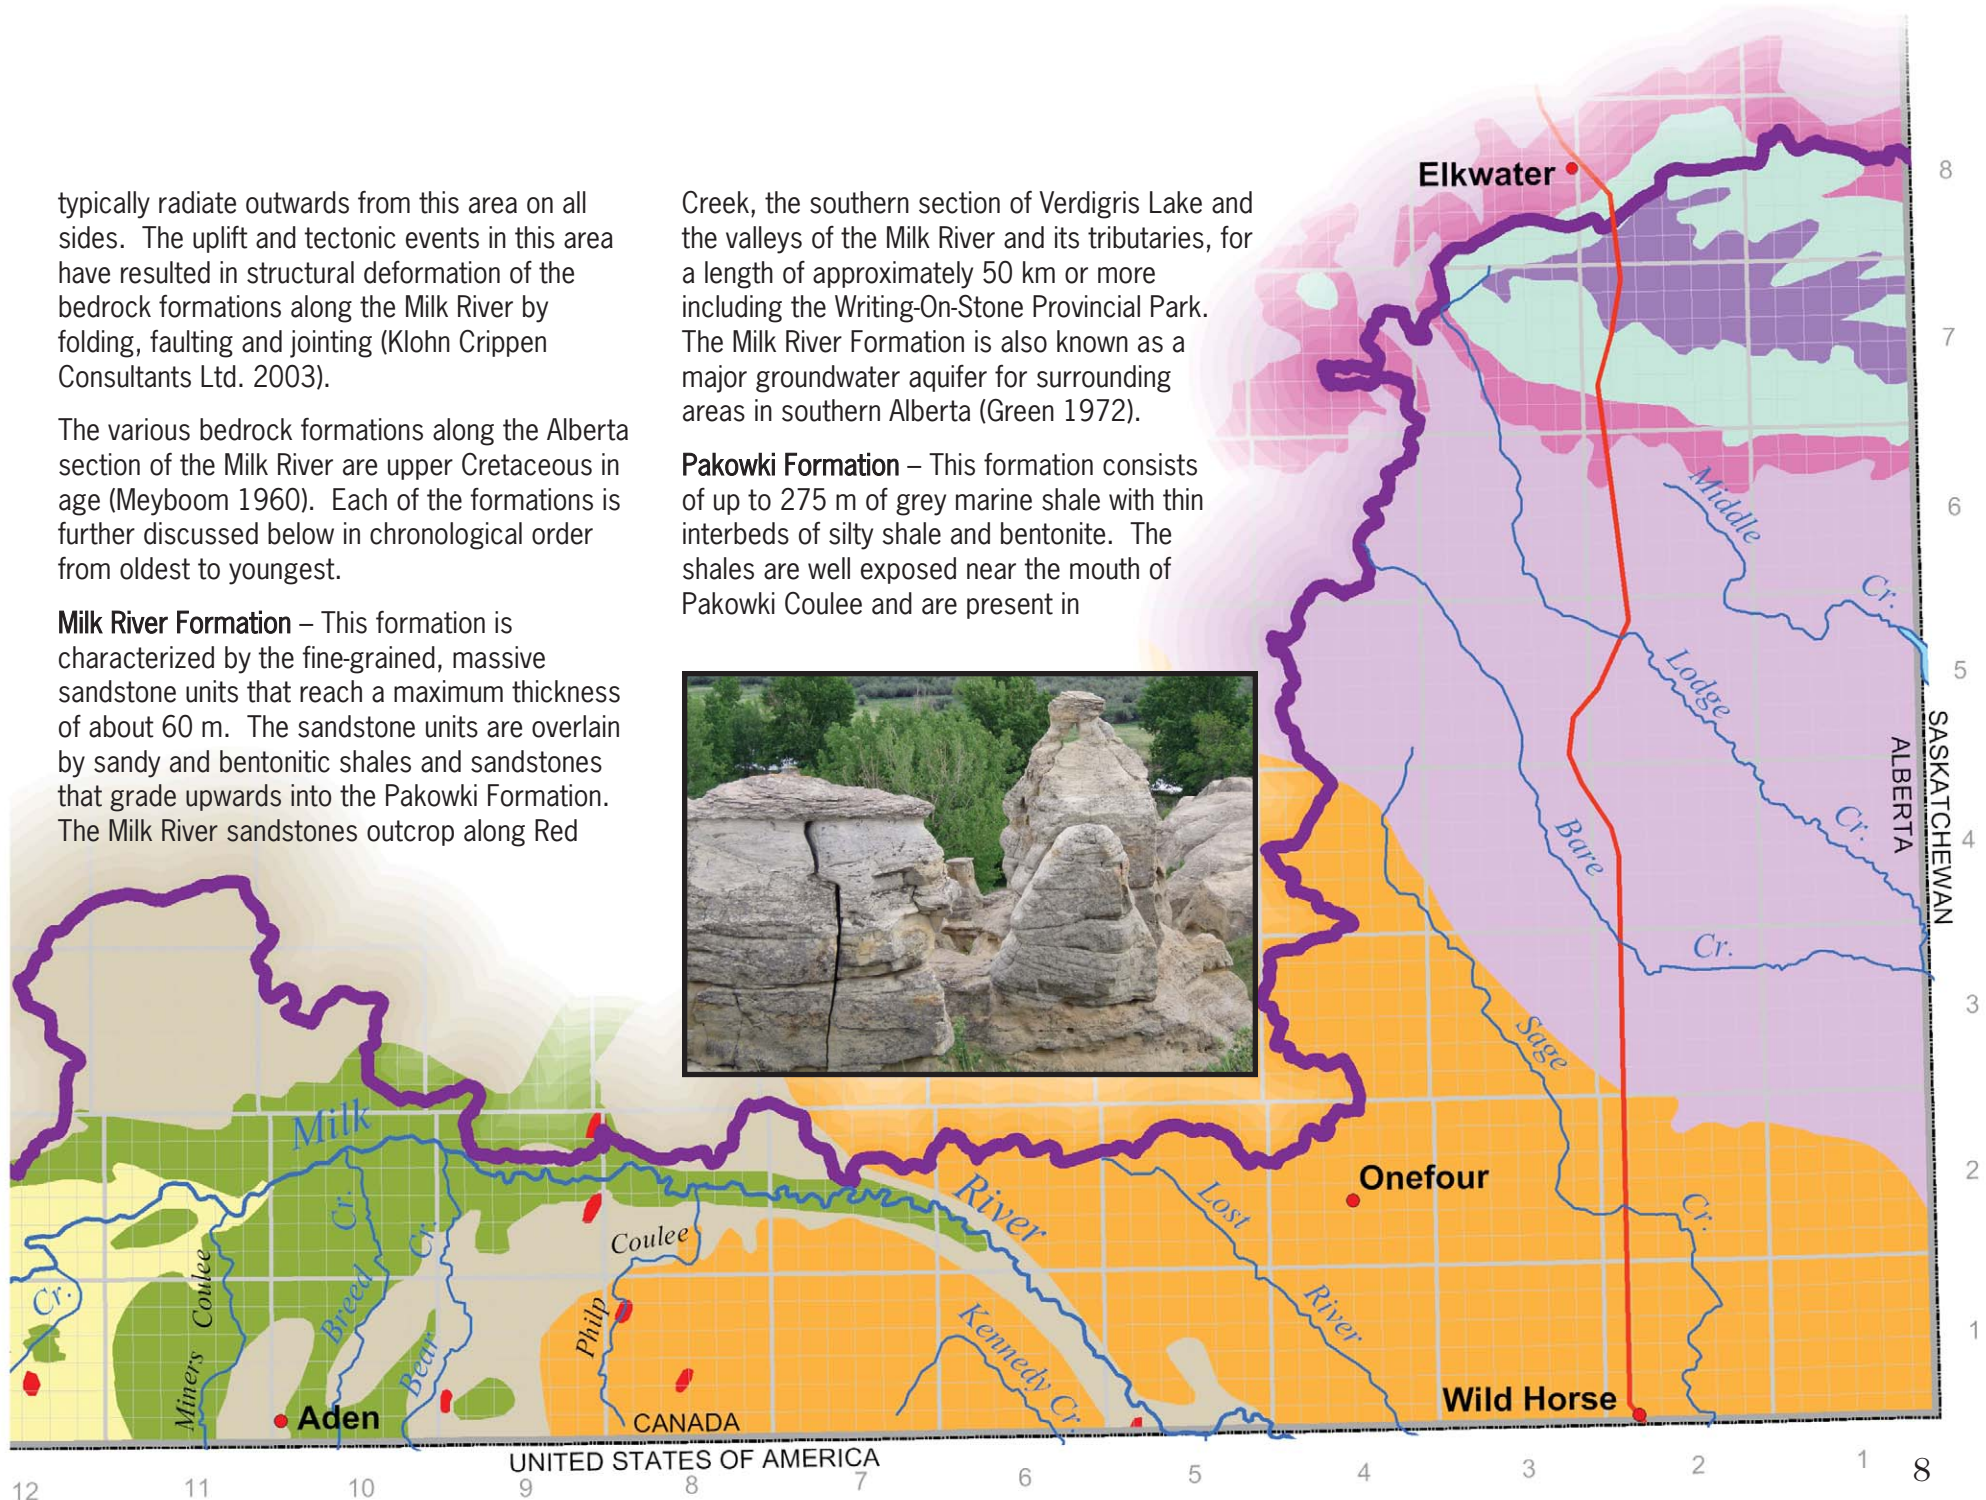 typically radiate outwards from this area on all
sides. The uplift and tectonic events in this area
have resulted in structural deformation of the
bedrock formations along the Milk River by
folding, faulting and jointing (Klohn Crippen
Consultants Ltd. 2003).
The various bedrock formations along the Alberta
section of the Milk River are upper Cretaceous in
age (Meyboom 1960). Each of the formations is
further discussed below in chronological order
from oldest to youngest.
Milk River Formation – This formation is
characterized by the fine-grained, massive
sandstone units that reach a maximum thickness
of about 60 m. The sandstone units are overlain
by sandy and bentonitic shales and sandstones
that grade upwards into the Pakowki Formation.
The Milk River sandstones outcrop along Red
Creek, the southern section of Verdigris Lake and
the valleys of the Milk River and its tributaries, for
a length of approximately 50 km or more
including the Writing-On-Stone Provincial Park.
The Milk River Formation is also known as a
major groundwater aquifer for surrounding
areas in southern Alberta (Green 1972).
Pakowki Formation – This formation consists
of up to 275 m of grey marine shale with thin
interbeds of silty shale and bentonite. The
shales are well exposed near the mouth of
Pakowki Coulee and are present in
Elkwater
8
7
Middle
Cr.
6
Lodge
Cr.
5
SASKATCHEWAN
ALBERTA
Bare
Cr.
4
Sage
Cr.
3
Milk
River
2
Onefour
Lost
River
Coulee
Philp
Kennedy Cr.
1
Cr.
Miners Coulee
Breed
Cr.
Bear
Cr.
Aden
CANADA
Wild Horse
UNITED STATES OF AMERICA
12
11
10
9
8
7
6
5
4
3
2
1
8